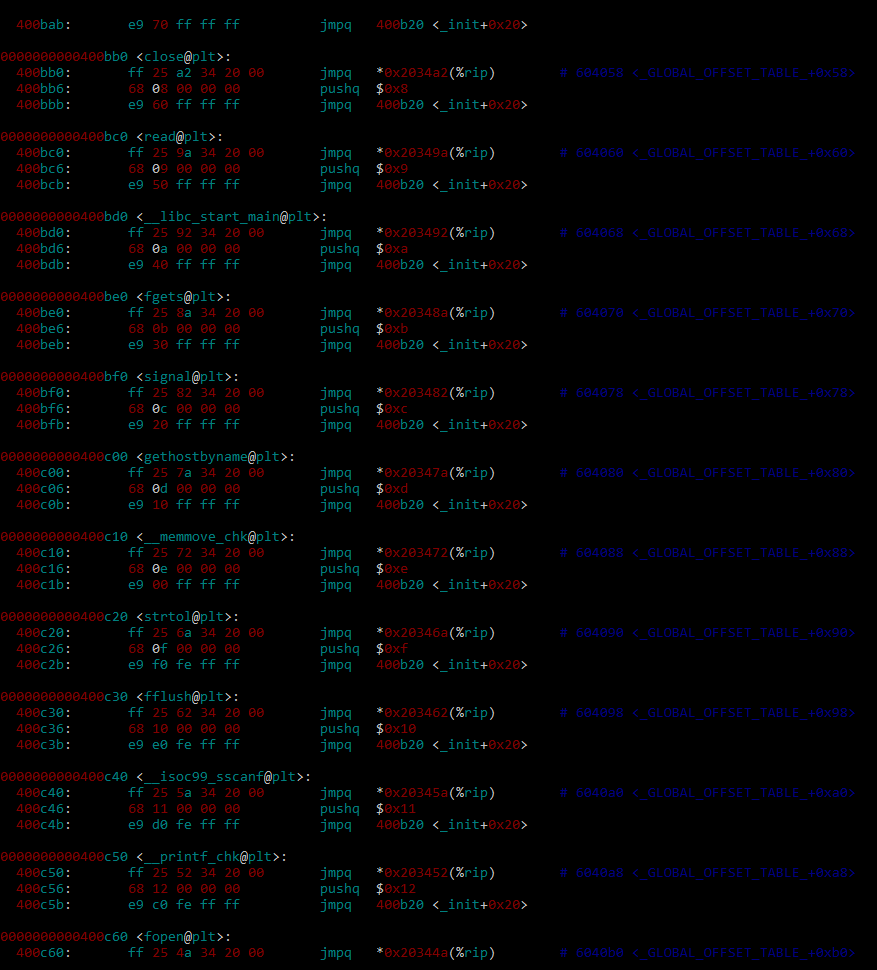 400bab: e9 70 ff ff ff jmpq 400b20 <_init+0x20>
0000000000400bb0 <close@plt>:
400bb0: ff 25 a2 34 20 00 jmpq *0x2034a2(%rip) # 604058 <_GLOBAL_OFFSET_TABLE_+0x58>
400bb6: 68 08 00 00 00 pushq $0x8
400bbb: e9 60 ff ff ff jmpq 400b20 <_init+0x20>
0000000000400bc0 <read@plt>:
400bc0: ff 25 9a 34 20 00 jmpq *0x20349a(%rip) # 604060 <_GLOBAL_OFFSET_TABLE_+0x60>
400bc6: 68 09 00 00 00 pushq $0x9
400bcb: e9 50 ff ff ff jmpq 400b20 <_init+0x20>
0000000000400bd0 <__libc_start_main@plt>:
400bd0: ff 25 92 34 20 00 jmpq *0x203492(%rip) # 604068 <_GLOBAL_OFFSET_TABLE_+0x68>
400bd6: 68 0a 00 00 00 pushq $0xa
400bdb: e9 40 ff ff ff jmpq 400b20 <_init+0x20>
0000000000400be0 <fgets@plt>:
400be0: ff 25 8a 34 20 00 jmpq *0x20348a(%rip) # 604070 <_GLOBAL_OFFSET_TABLE_+0x70>
400be6: 68 0b 00 00 00 pushq $0xb
400beb: e9 30 ff ff ff jmpq 400b20 <_init+0x20>
0000000000400bf0 <signal@plt>:
400bf0: ff 25 82 34 20 00 jmpq *0x203482(%rip) # 604078 <_GLOBAL_OFFSET_TABLE_+0x78>
400bf6: 68 0c 00 00 00 pushq $0xc
400bfb: e9 20 ff ff ff jmpq 400b20 <_init+0x20>
0000000000400c00 <gethostbyname@plt>:
400c00: ff 25 7a 34 20 00 jmpq *0x20347a(%rip) # 604080 <_GLOBAL_OFFSET_TABLE_+0x80>
400c06: 68 0d 00 00 00 pushq $0xd
400c0b: e9 10 ff ff ff jmpq 400b20 <_init+0x20>
0000000000400c10 <__memmove_chk@plt>:
400c10: ff 25 72 34 20 00 jmpq *0x203472(%rip) # 604088 <_GLOBAL_OFFSET_TABLE_+0x88>
400c16: 68 0e 00 00 00 pushq $0xe
400c1b: e9 00 ff ff ff jmpq 400b20 <_init+0x20>
0000000000400c20 <strtol@plt>:
400c20: ff 25 6a 34 20 00 jmpq *0x20346a(%rip) # 604090 <_GLOBAL_OFFSET_TABLE_+0x90>
400c26: 68 0f 00 00 00 pushq $0xf
400c2b: e9 f0 fe ff ff jmpq 400b20 <_init+0x20>
0000000000400c30 <fflush@plt>:
400c30: ff 25 62 34 20 00 jmpq *0x203462(%rip) # 604098 <_GLOBAL_OFFSET_TABLE_+0x98>
400c36: 68 10 00 00 00 pushq $0x10
400c3b: e9 e0 fe ff ff jmpq 400b20 <_init+0x20>
0000000000400c40 <__isoc99_sscanf@plt>:
400c40: ff 25 5a 34 20 00 jmpq *0x20345a(%rip) # 6040a0 <_GLOBAL_OFFSET_TABLE_+0xa0>
400c46: 68 11 00 00 00 pushq $0x11
400c4b: e9 d0 fe ff ff jmpq 400b20 <_init+0x20>
0000000000400c50 <__printf_chk@plt>:
400c50: ff 25 52 34 20 00 jmpq *0x203452(%rip) # 6040a8 <_GLOBAL_OFFSET_TABLE_+0xa8>
400c56: 68 12 00 00 00 pushq $0x12
400c5b: e9 c0 fe ff ff jmpq 400b20 <_init+0x20>
0000000000400c60 <fopen@plt>:
400c60: ff 25 4a 34 20 00 jmpq *0x20344a(%rip) # 6040b0 <_GLOBAL_OFFSET_TABLE_+0xb0>